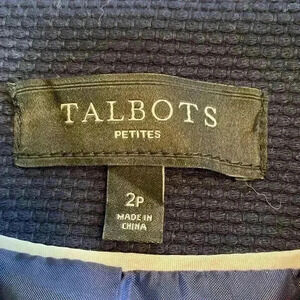 TALBOTS
PETITES
2P
MADE IN
CHINA